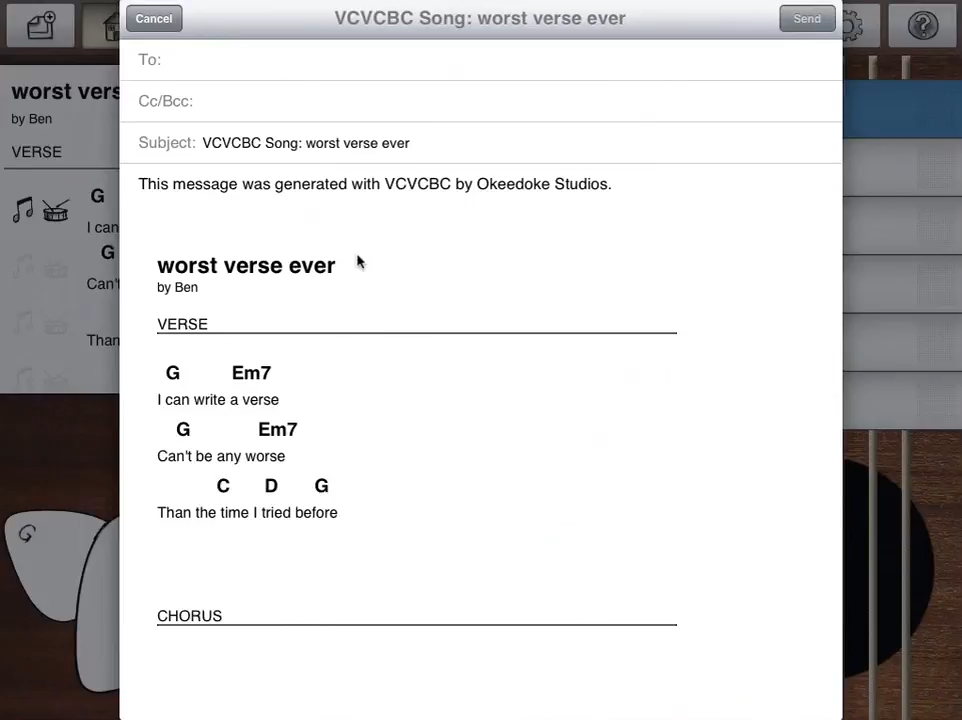 Cancel
VCVCBC Song: worst verse ever
Send
?
To:
Cc/Bcc:
Subject: VCVCBC Song: worst verse ever
This message was generated with VCVCBC by Okeedoke Studios.
worst verse ever
by Ben
VERSE
G Em7
I can write a verse
G Em7
Can't be any worse
C D G
Than the time I tried before
CHORUS
worst vers
by Ben
VERSE
G
I can
G
Can't
Than
G